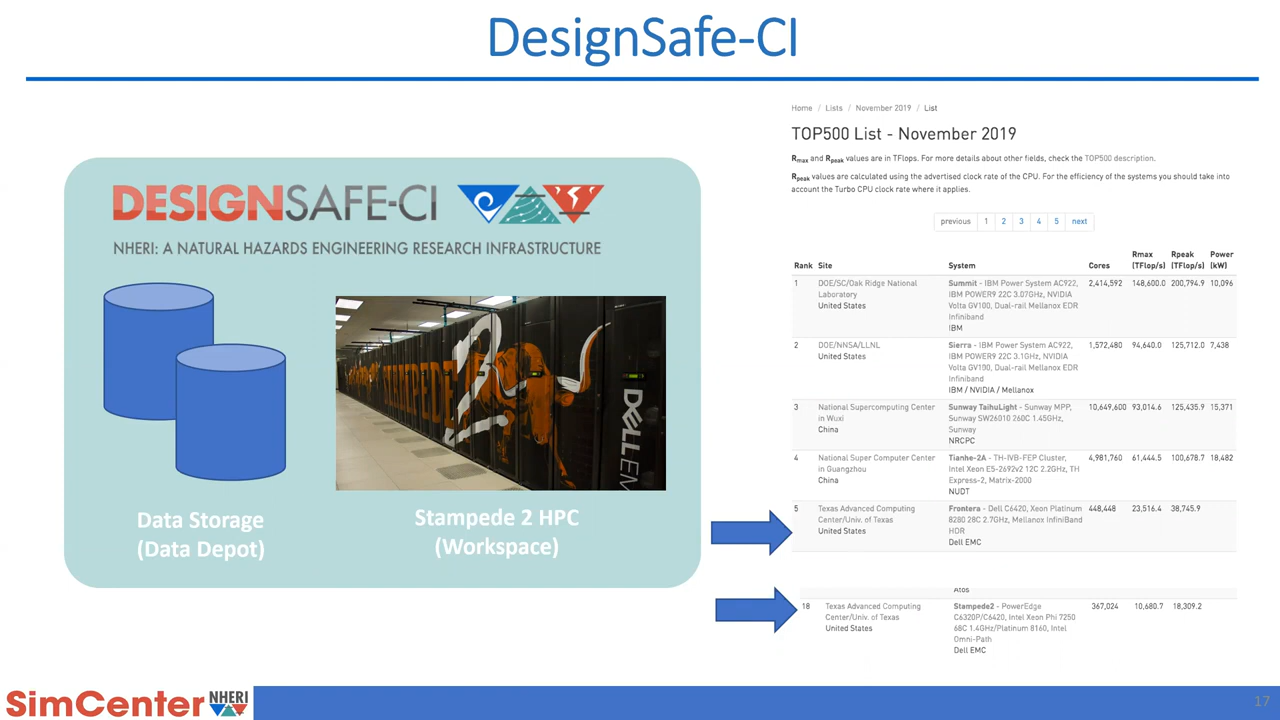 DesignSafe-CI
DESIGNSAFE-CI
NHERI: A NATURAL HAZARDS ENGINEERING RESEARCH INFRASTRUCTURE
DELL EM
Data Storage
(Data Depot)
Stampede 2 HPC
(Workspace)
Home / Lists / November 2019 / List
TOP500 List - November 2019
Rmax and Rpeak values are in TFlops. For more details about other fields, check the TOP500 description.
Rpeak values are calculated using the advertised clock rate of the CPU. For the efficiency of the systems you should take into
account the Turbo CPU clock rate where it applies.
previous 1 2 3 4 5 next
Rmax Rpeak Power
Rank Site System Cores (TFlop/s) (TFlop/s) (kW)
1 DOE/SC/Oak Ridge National Summit - IBM Power System AC922, 2,414,592 148,600.0 200,794.9 10,096
Laboratory IBM POWER9 22C 3.07GHz, NVIDIA
United States Volta GV100, Dual-rail Mellanox EDR
Infiniband
IBM
2 DOE/NNSA/LLNL Sierra - IBM Power System AC922, 1,572,480 94,640.0 125,712.0 7,438
United States IBM POWER9 22C 3.1GHz, NVIDIA
Volta GV100, Dual-rail Mellanox EDR
Infiniband
IBM / NVIDIA / Mellanox
3 National Supercomputing Center Sunway TaihuLight - Sunway MPP, 10,649,600 93,014.6 125,435.9 15,371
in Wuxi Sunway SW26010 260C 1.45GHz,
China Sunway
NRCPC
4 National Super Computer Center Tianhe-2A - TH-IVB-FEP Cluster, 4,981,760 61,444.5 100,678.7 18,482
in Guangzhou Intel Xeon E5-2692v2 12C 2.2GHz, TH
China Express-2, Matrix-2000
NUDT
5 Texas Advanced Computing Frontera - Dell C6420, Xeon Platinum 448,448 23,516.4 38,745.9
Center/Univ. of Texas 8280 28C 2.7GHz, Mellanox InfiniBand
United States HDR
Dell EMC
Atos
18 Texas Advanced Computing Stampede2 - PowerEdge 367,024 10,680.7 18,309.2
Center/Univ. of Texas C6320P/C6420, Intel Xeon Phi 7250
United States 68C 1.4GHz/Platinum 8160, Intel
Omni-Path
Dell EMC
SimCenter NHERI
17